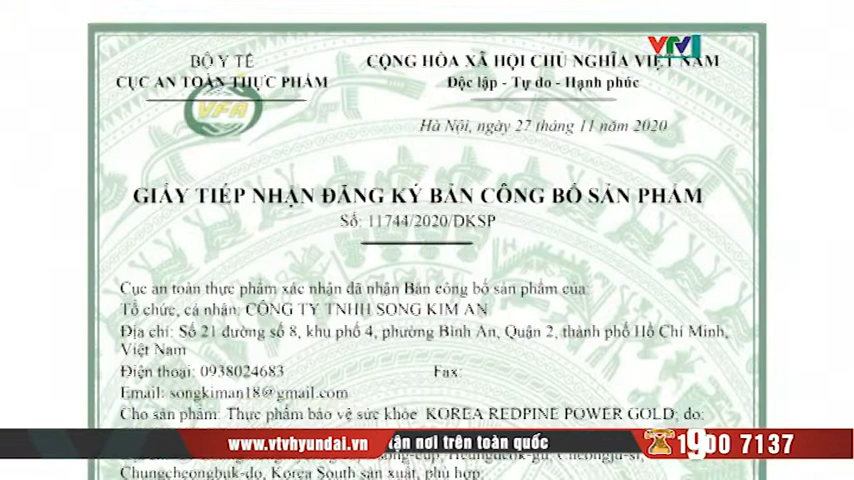 BỘ Y TẾ
CỤC AN TOÀN THỰC PHẨM
VFA
CỘNG HÒA XÃ HỘI CHỦ NGHĨA VIỆT NAM
Độc lập - Tự do - Hạnh phúc
VTV1
Hà Nội, ngày 27 tháng 11 năm 2020
GIẤY TIẾP NHẬN ĐĂNG KÝ BẢN CÔNG BỐ SẢN PHẨM
Số: 11744/2020/DKSP
Cục an toàn thực phẩm xác nhận đã nhận Bản công bố sản phẩm của:
Tổ chức, cá nhân: CÔNG TY TNHH SONG KIM AN
Địa chỉ: Số 21 đường số 8, khu phố 4, phường Bình An, Quận 2, thành phố Hồ Chí Minh,
Việt Nam
Điện thoại: 0938024683 Fax:
Email: songkiman18@gmail.com
Cho sản phẩm: Thực phẩm bảo vệ sức khỏe KOREA REDPINE POWER GOLD; do:
www.vtvhyundai.vn nơi trên toàn quốc 7137
Chungcheongbuk-do, Korea South sản xuất, phù hợp: